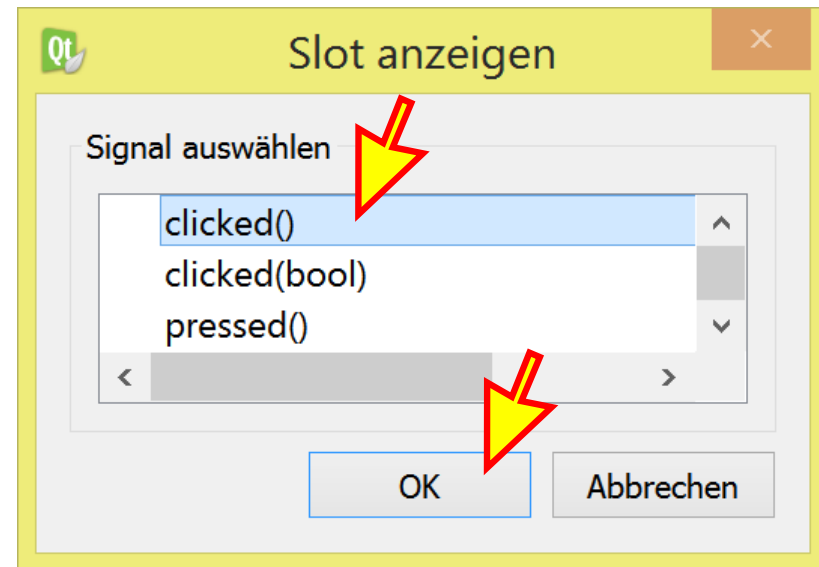 Qt
Slot anzeigen
Signal auswählen
clicked()
clicked(bool)
pressed()
OK
Abbrechen